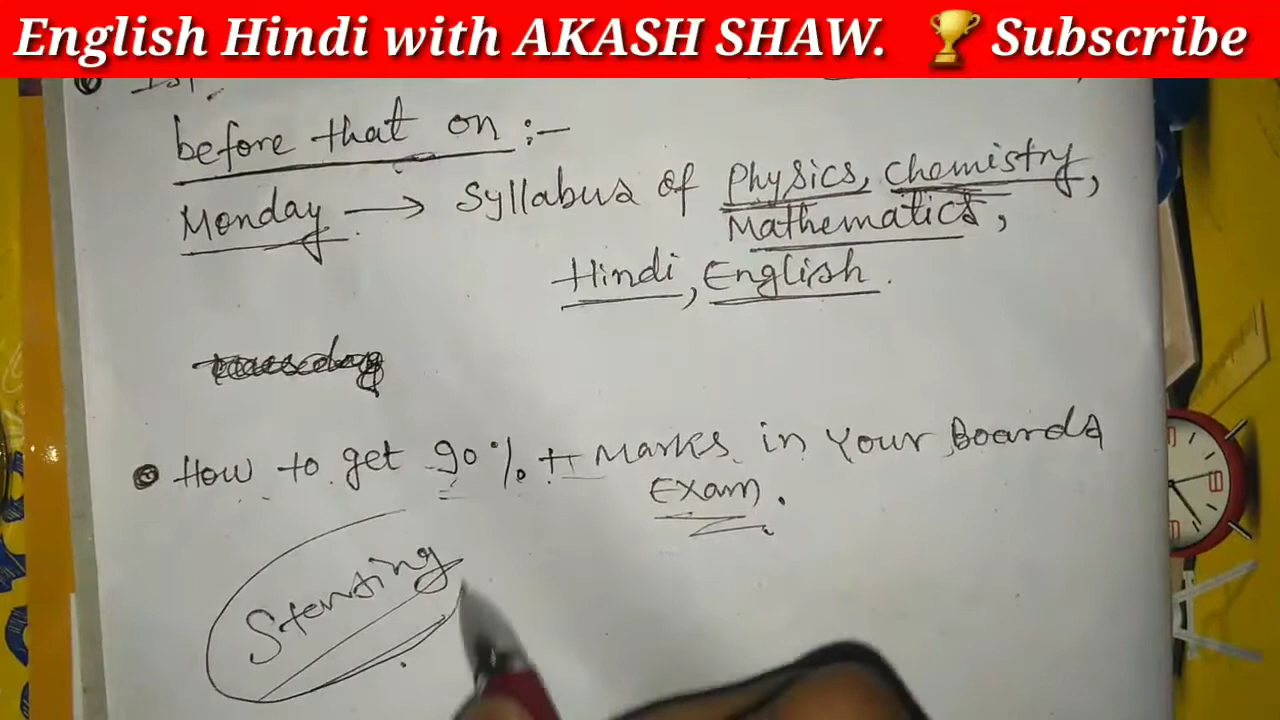 English Hindi with AKASH SHAW. 🏆 Subscribe
before that on :-
Monday → Syllabus of Physics, Chemistry,
Mathematics,
Hindi, English.
How to get 90% + Marks in Your Boards
Exam.